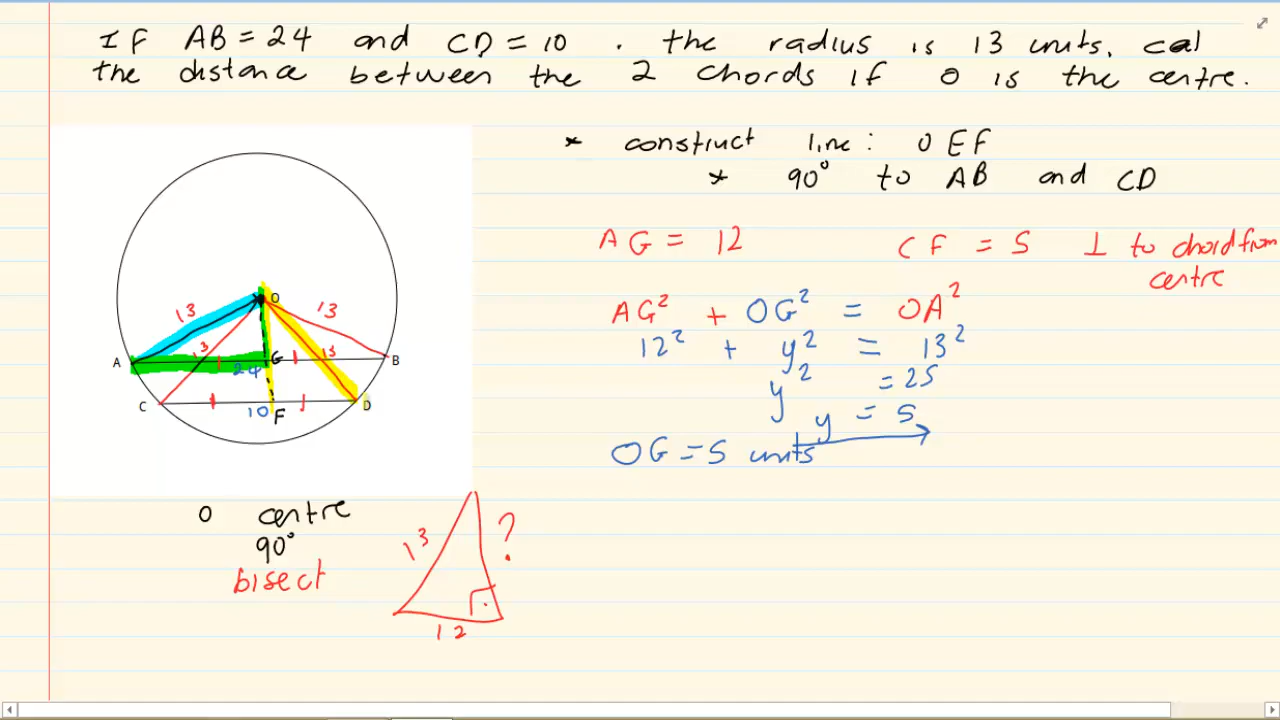 IF AB = 24 and CD = 10 . the radius is 13 units. cal
the distance between the 2 chords if O is the centre.
* construct line: OEF
* 90° to AB and CD
AG = 12 CF = 5 ⊥ to chord from
centre
AG² + OG² = OA²
12² + y² = 13²
y² = 25
y = 5
OG = 5 units
O
13 13
A 13 G 13 B
24
C 10 F D
O centre
90°
bisect
13 ?
12